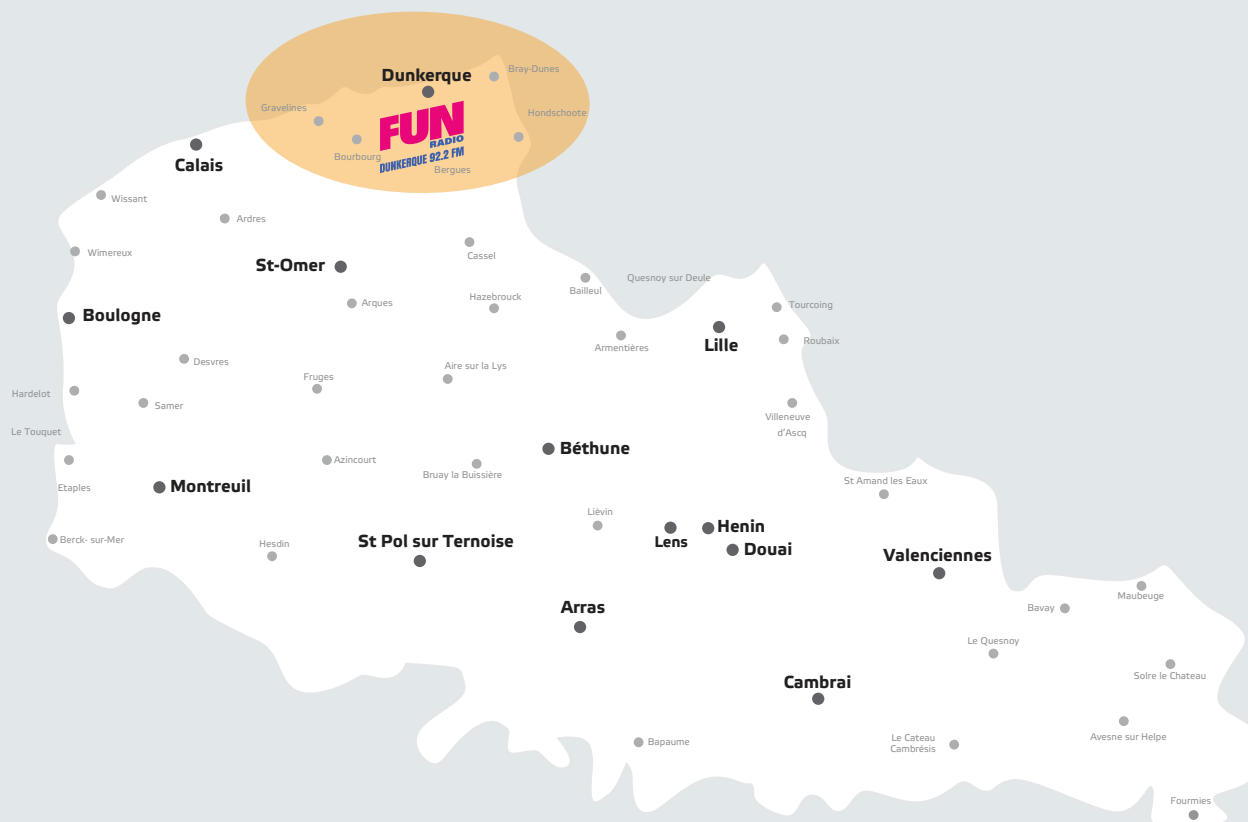 Dunkerque
Bray-Dunes
Gravelines
Hondschoote
FUN
RADIO
DUNKERQUE 92.2 FM
Bourbourg
Bergues
Calais
Wissant
Ardres
Wimereux
Cassel
St-Omer
Bailleul
Quesnoy sur Deule
Arques
Hazebrouck
Tourcoing
Boulogne
Armentières
Lille
Roubaix
Desvres
Aire sur la Lys
Fruges
Hardelot
Samer
Villeneuve
d'Ascq
Le Touquet
Béthune
Azincourt
Bruay la Buissière
Etaples
Montreuil
St Amand les Eaux
Lièvin
Berck- sur-Mer
Hesdin
St Pol sur Ternoise
Lens
Henin
Douai
Valenciennes
Maubeuge
Arras
Bavay
Le Quesnoy
Solre le Chateau
Cambrai
Bapaume
Le Cateau
Cambrésis
Avesne sur Helpe
Fourmies